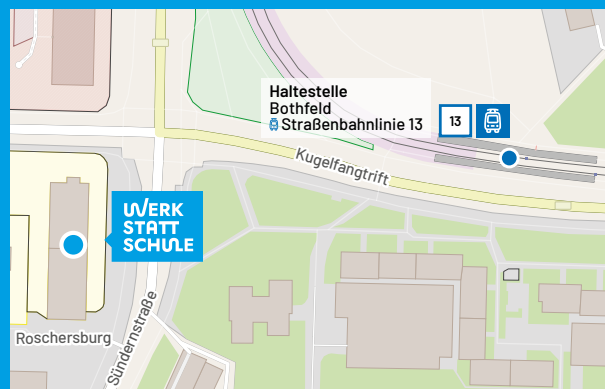 Haltestelle
Bothfeld
Straßenbahnlinie 13
13
Kugelfangtrift
WERK
STATT
SCHULE
Roschersburg
Sündernstraße